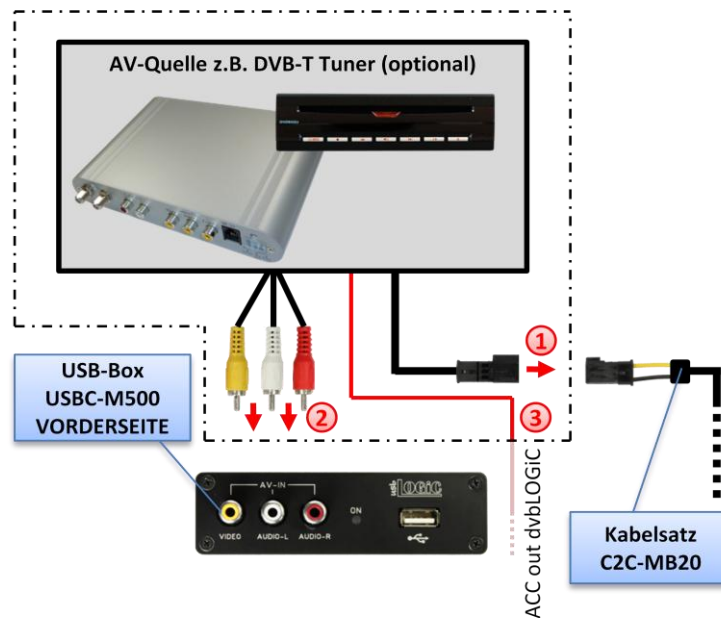 AV-Quelle z.B. DVB-T Tuner (optional)
1
2
3
USB-Box
USBC-M500
VORDERSEITE
AV-IN
VIDEO
AUDIO-L
AUDIO-R
ON
usb
LOGiC
ACC out dvbLOGiC
Kabelsatz
C2C-MB20